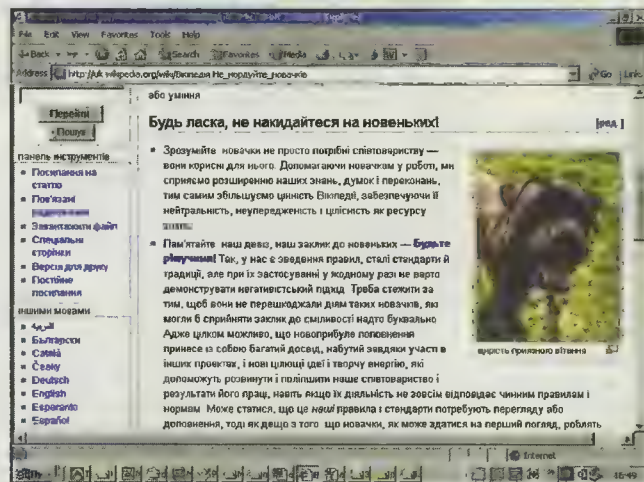 File Edit View Favorites Tools Help
Back Search Favorites Media
Address http://uk.wikipedia.org/wiki/Вікіпедія Не_нордуйте_новачків Go Links
або уміння
Перейти
Пошук
Будь ласка, не накидайтеся на новеньких!
[ред.]
панель інструментів
Посилання на
статтю
Пов'язані
Завантажити файл
Спеціальні
сторінки
Версія для друку
Постійне
посилання
іншими мовами
العربية
Български
Català
Česky
Deutsch
English
Esperanto
Español
Зрозумійте новачки не просто потрібні співтовариству —
вони корисні для нього. Допомагаючи новачкам у роботі, ми
сприяємо розширенню наших знань, думок і переконань,
тим самим збільшуємо цінність Вікіпедії, забезпечуючи її
нейтральність, неупередженість і цілісність як ресурсу
знань.
Пам'ятайте наш девіз, наш заклик до новеньких — Будьте
рішучими! Так, у нас є зведення правил, сталі стандарти й
традиції, але при їх застосуванні у жодному разі не варто
демонструвати негативістський підхід. Треба стежити за
тим, щоб вони не перешкоджали діям таких новачків, які
могли б сприйняти заклик до сміливості надто буквально
Адже цілком можливо, що новоприбуле поповнення
принесе із собою багатий досвід, набутий завдяки участі в
інших проектах, і нові цілющі ідеї і творчу енергію, які
допоможуть розвинути і поліпшити наше співтовариство і
результати його праці, навіть якщо їх діяльність не зовсім відповідає чинним правилам і
нормам. Може статися, що це наші правила і стандарти потребують перегляду або
доповнення, тоді як дещо з того що новачки, як може здатися на перший погляд, роблять
щирість приязного вітання
Internet
16:49